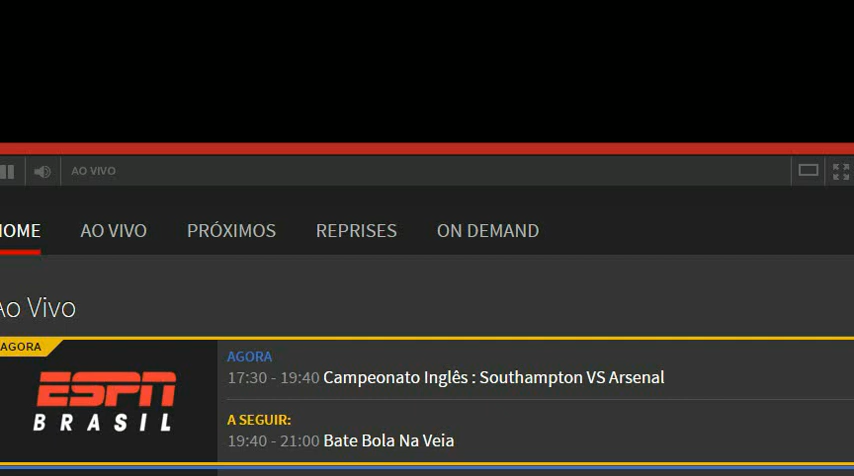 AO VIVO
HOME AO VIVO PRÓXIMOS REPRISES ON DEMAND
Ao Vivo
AGORA
ESPN
BRASIL
AGORA
17:30 - 19:40 Campeonato Inglês : Southampton VS Arsenal
A SEGUIR:
19:40 - 21:00 Bate Bola Na Veia